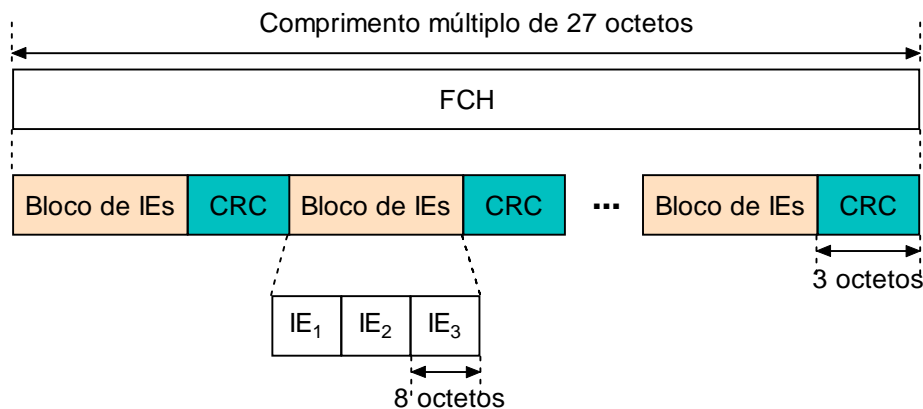 Comprimento múltiplo de 27 octetos
FCH
Bloco de IEs CRC Bloco de IEs CRC ... Bloco de IEs CRC
3 octetos
IE₁ IE₂ IE₃
8 octetos